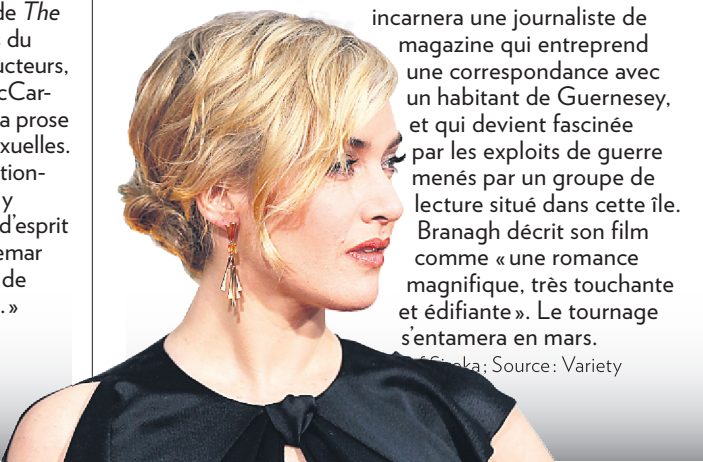 de The
du
ucteurs,
cCar-
a prose
xuelles.
tion-
y
d'esprit
emar
de
. »
incarnera une journaliste de
magazine qui entreprend
une correspondance avec
un habitant de Guernesey,
et qui devient fascinée
par les exploits de guerre
menés par un groupe de
lecture situé dans cette île.
Branagh décrit son film
comme « une romance
magnifique, très touchante
et édifiante ». Le tournage
s'entamera en mars.
; Source : Variety